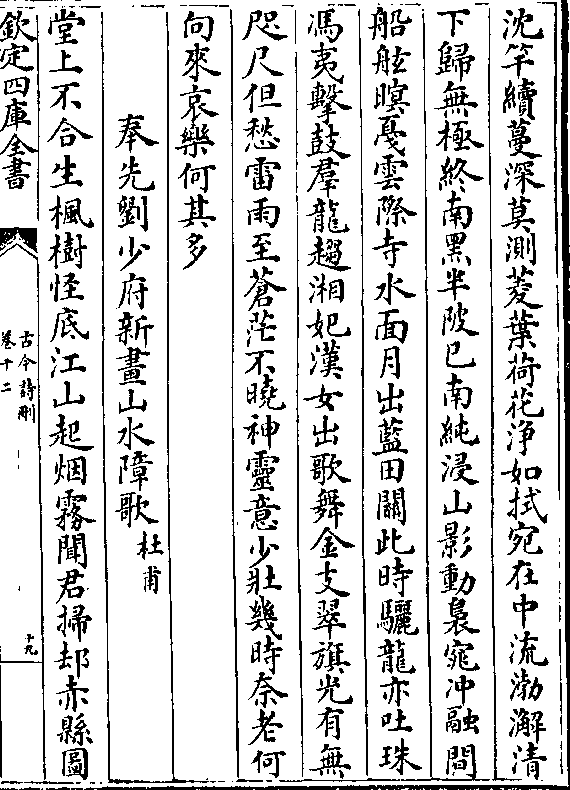 沈竿續蔓深莫測菱葉荷花浄如拭宛在中流渤澥清
下歸無極終南黑半陂已南純浸山影動裊窕冲融間
船舷暝戛雲際寺水面月出藍田關此時驪龍亦吐珠
馮夷擊鼓羣龍趨湘妃漢女出歌舞金支翠旗光有無
咫尺但愁雷雨至蒼茫不曉神靈意少壯幾時奈老何
向來哀樂何其多
奉先劉少府新畫山水障歌 杜甫
堂上不合生楓樹怪底江山起烟霧聞君掃却赤縣圖
欽定四庫全書
古今詩刪
卷十二
十九